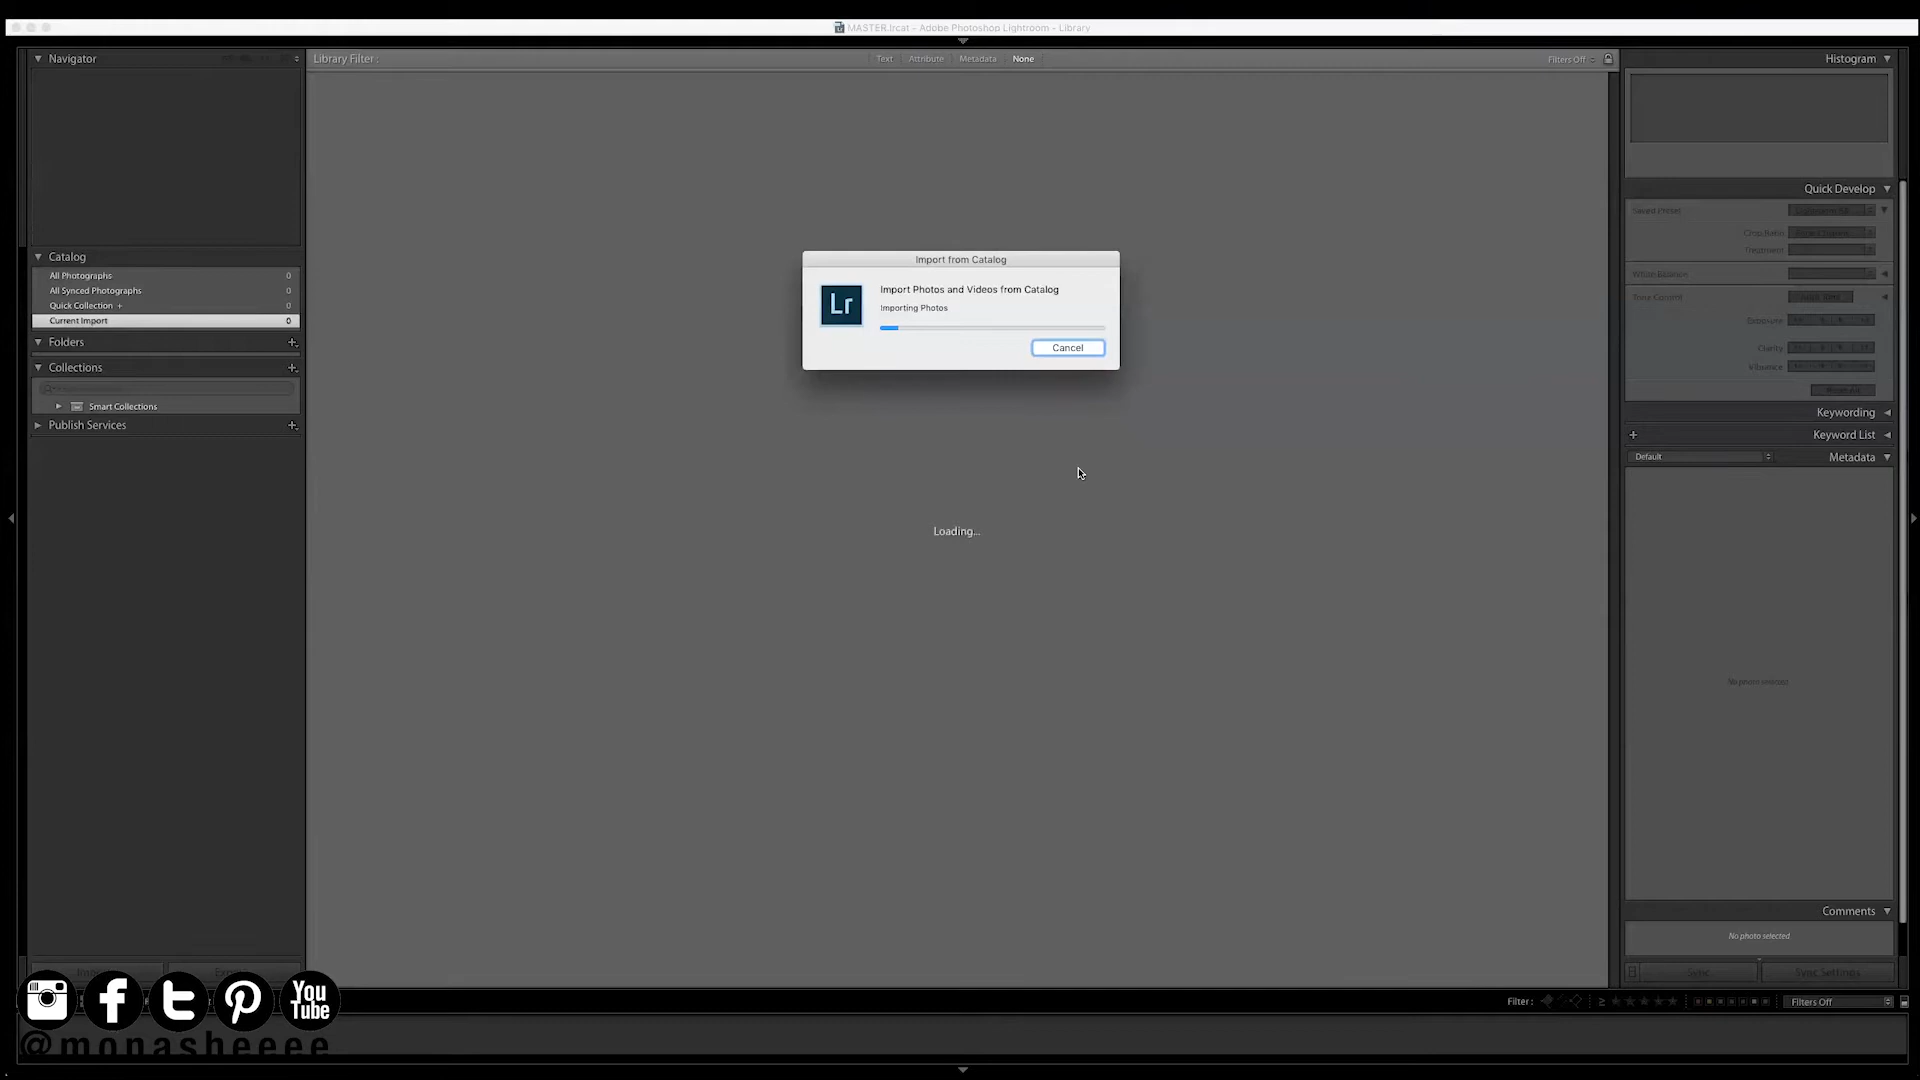 MASTER.lrcat - Adobe Photoshop Lightroom - Library
Navigator
Library Filter :
Text
Attribute
Metadata
None
Filters Off
Histogram
Quick Develop
Saved Preset
Crop Ratio
Treatment
White Balance
Tone Control
Exposure
Clarity
Vibrance
Keywording
Keyword List
Default
Metadata
No photo selected
Comments
No photo selected
Sync
Sync Settings
Catalog
All Photographs 0
All Synced Photographs 0
Quick Collection + 0
Current Import 0
Folders
Collections
Smart Collections
Publish Services
Import from Catalog
Lr
Import Photos and Videos from Catalog
Importing Photos
Cancel
Loading...
Filter :
Filters Off
You
Tube
@monasheeee